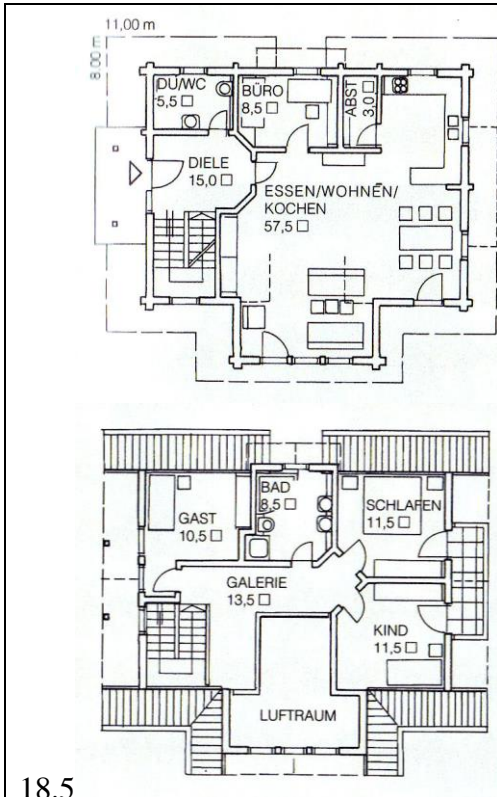 11,00 m
8.00 m
DU/WC
5,5 □
BÜRO
8,5 □
ABST
3,0 □
DIELE
15,0 □
ESSEN/WOHNEN/
KOCHEN
57,5 □
GAST
10,5 □
BAD
8,5 □
SCHLAFEN
11,5 □
GALERIE
13,5 □
KIND
11,5 □
LUFTRAUM
18.5